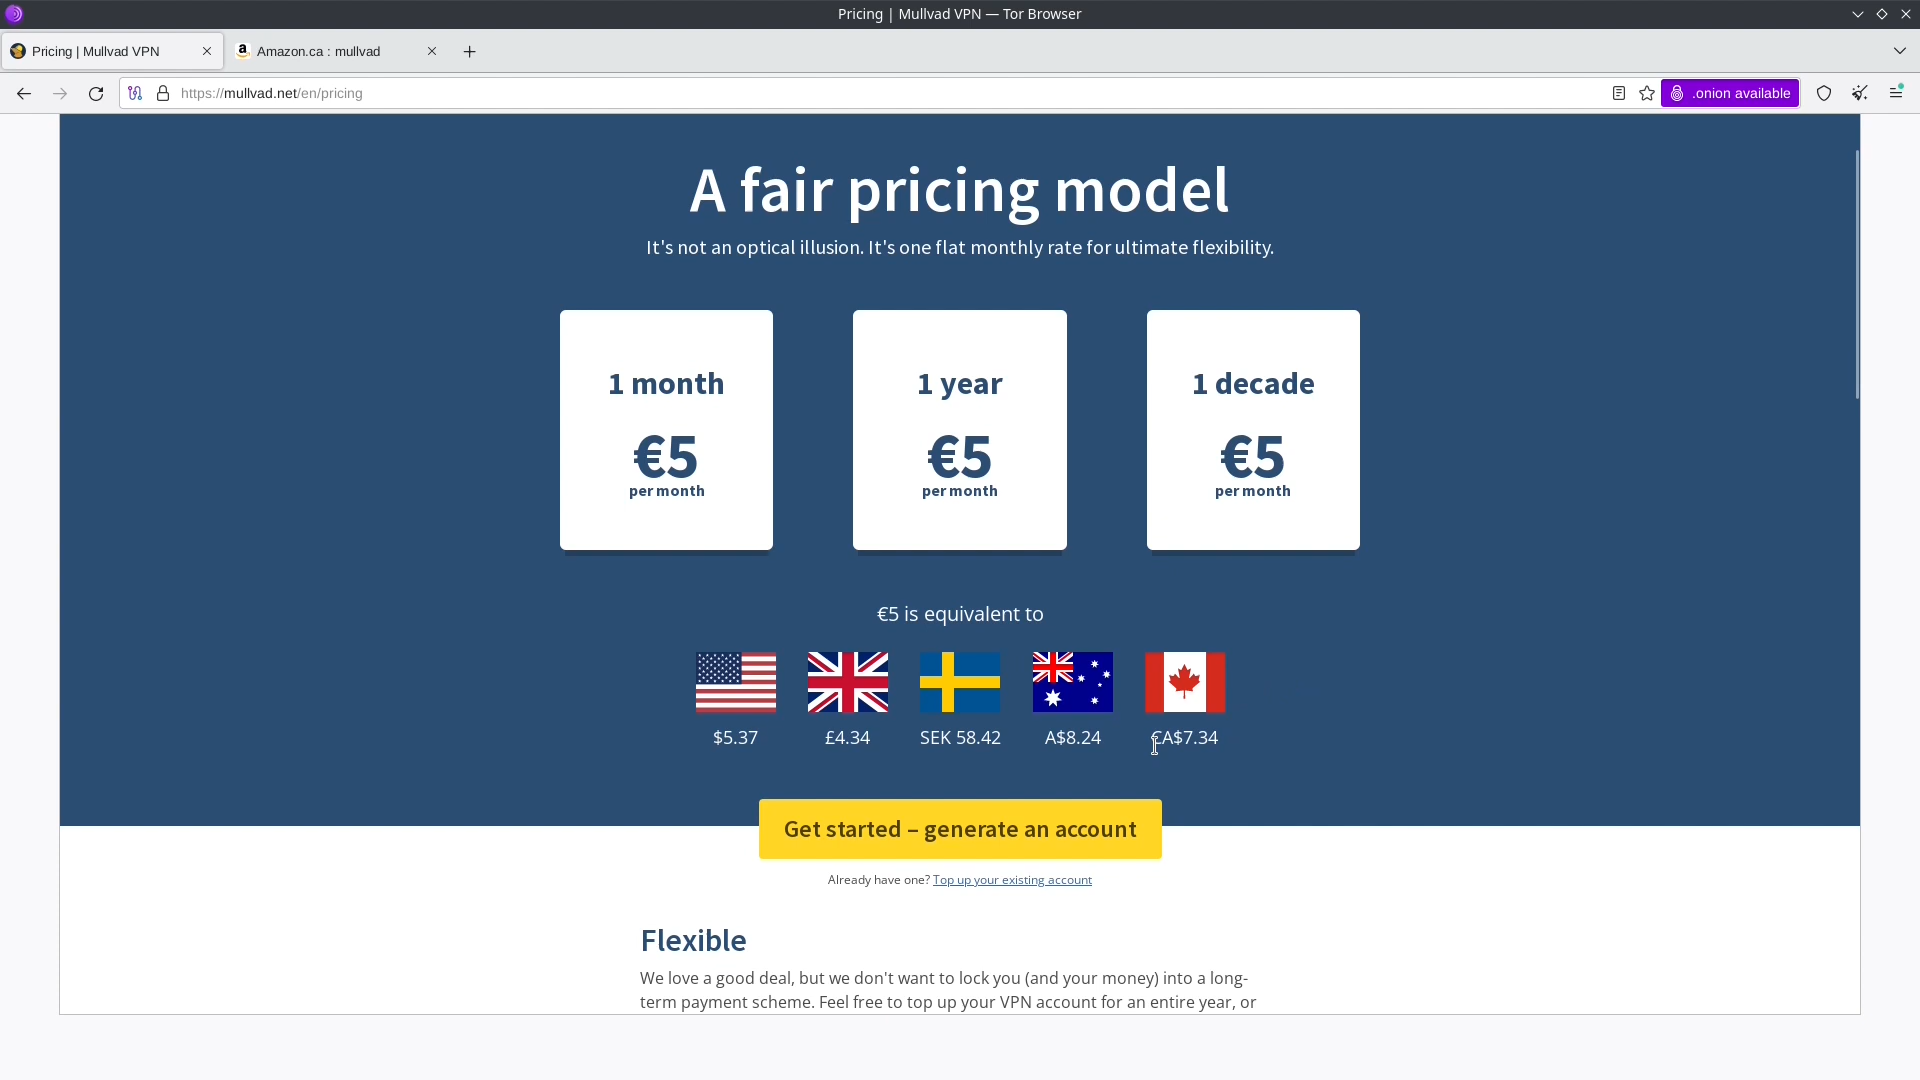 Pricing | Mullvad VPN — Tor Browser
Pricing | Mullvad VPN
Amazon.ca : mullvad
https://mullvad.net/en/pricing
.onion available
A fair pricing model
It's not an optical illusion. It's one flat monthly rate for ultimate flexibility.
1 month
€5
per month
1 year
€5
per month
1 decade
€5
per month
€5 is equivalent to
$5.37
£4.34
SEK 58.42
A$8.24
CA$7.34
Get started – generate an account
Already have one? Top up your existing account
Flexible
We love a good deal, but we don't want to lock you (and your money) into a long-
term payment scheme. Feel free to top up your VPN account for an entire year, or